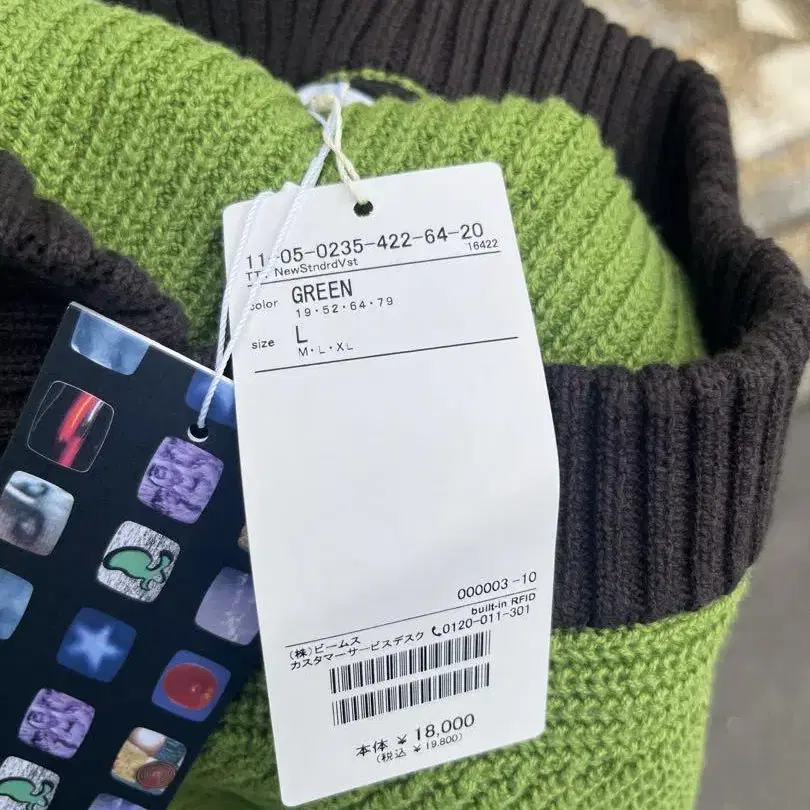 11-05-0235-422-64-20
TTT NewStndrdVst 16422
color GREEN
19・52・64・79
size L
M・L・XL
000003-10
built-in RFID
(株)ビームス
カスタマーサービスデスク 0120-011-301
本体 ¥ 18,000
(税込 ¥19,800)